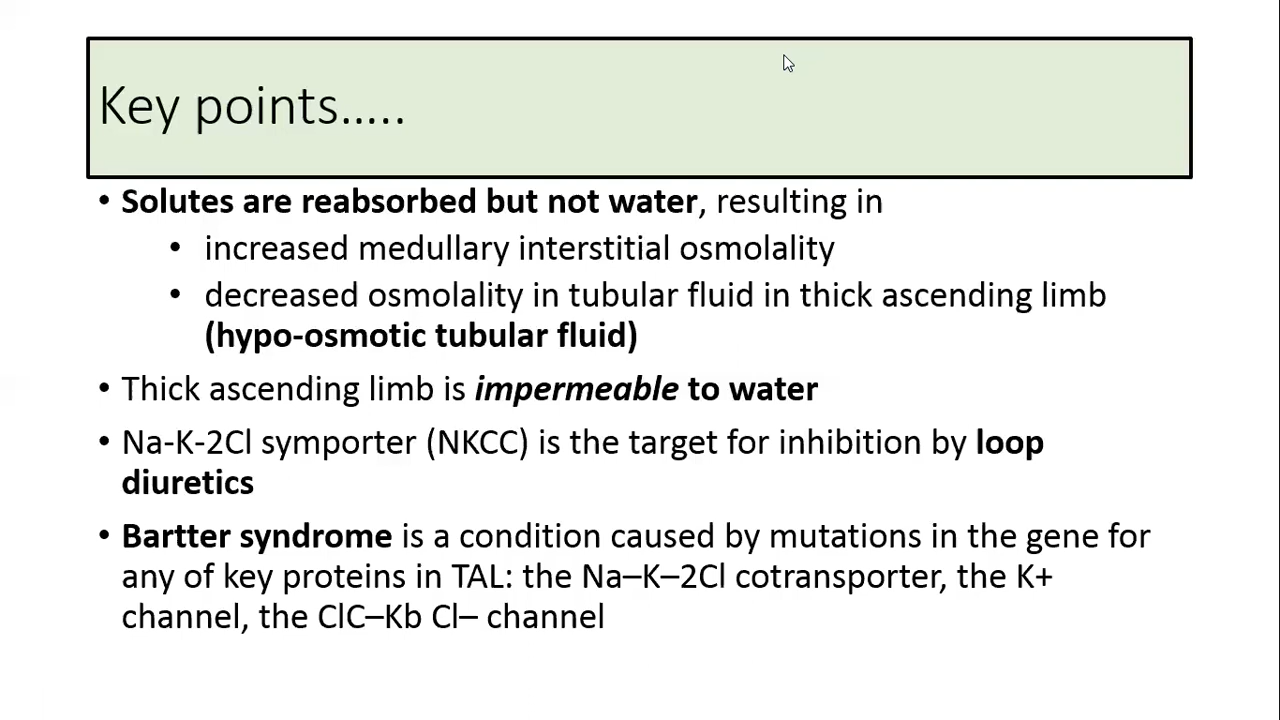 Key points.....
• Solutes are reabsorbed but not water, resulting in
• increased medullary interstitial osmolality
• decreased osmolality in tubular fluid in thick ascending limb
(hypo-osmotic tubular fluid)
• Thick ascending limb is impermeable to water
• Na-K-2Cl symporter (NKCC) is the target for inhibition by loop
diuretics
• Bartter syndrome is a condition caused by mutations in the gene for
any of key proteins in TAL: the Na–K–2Cl cotransporter, the K+
channel, the ClC–Kb Cl– channel